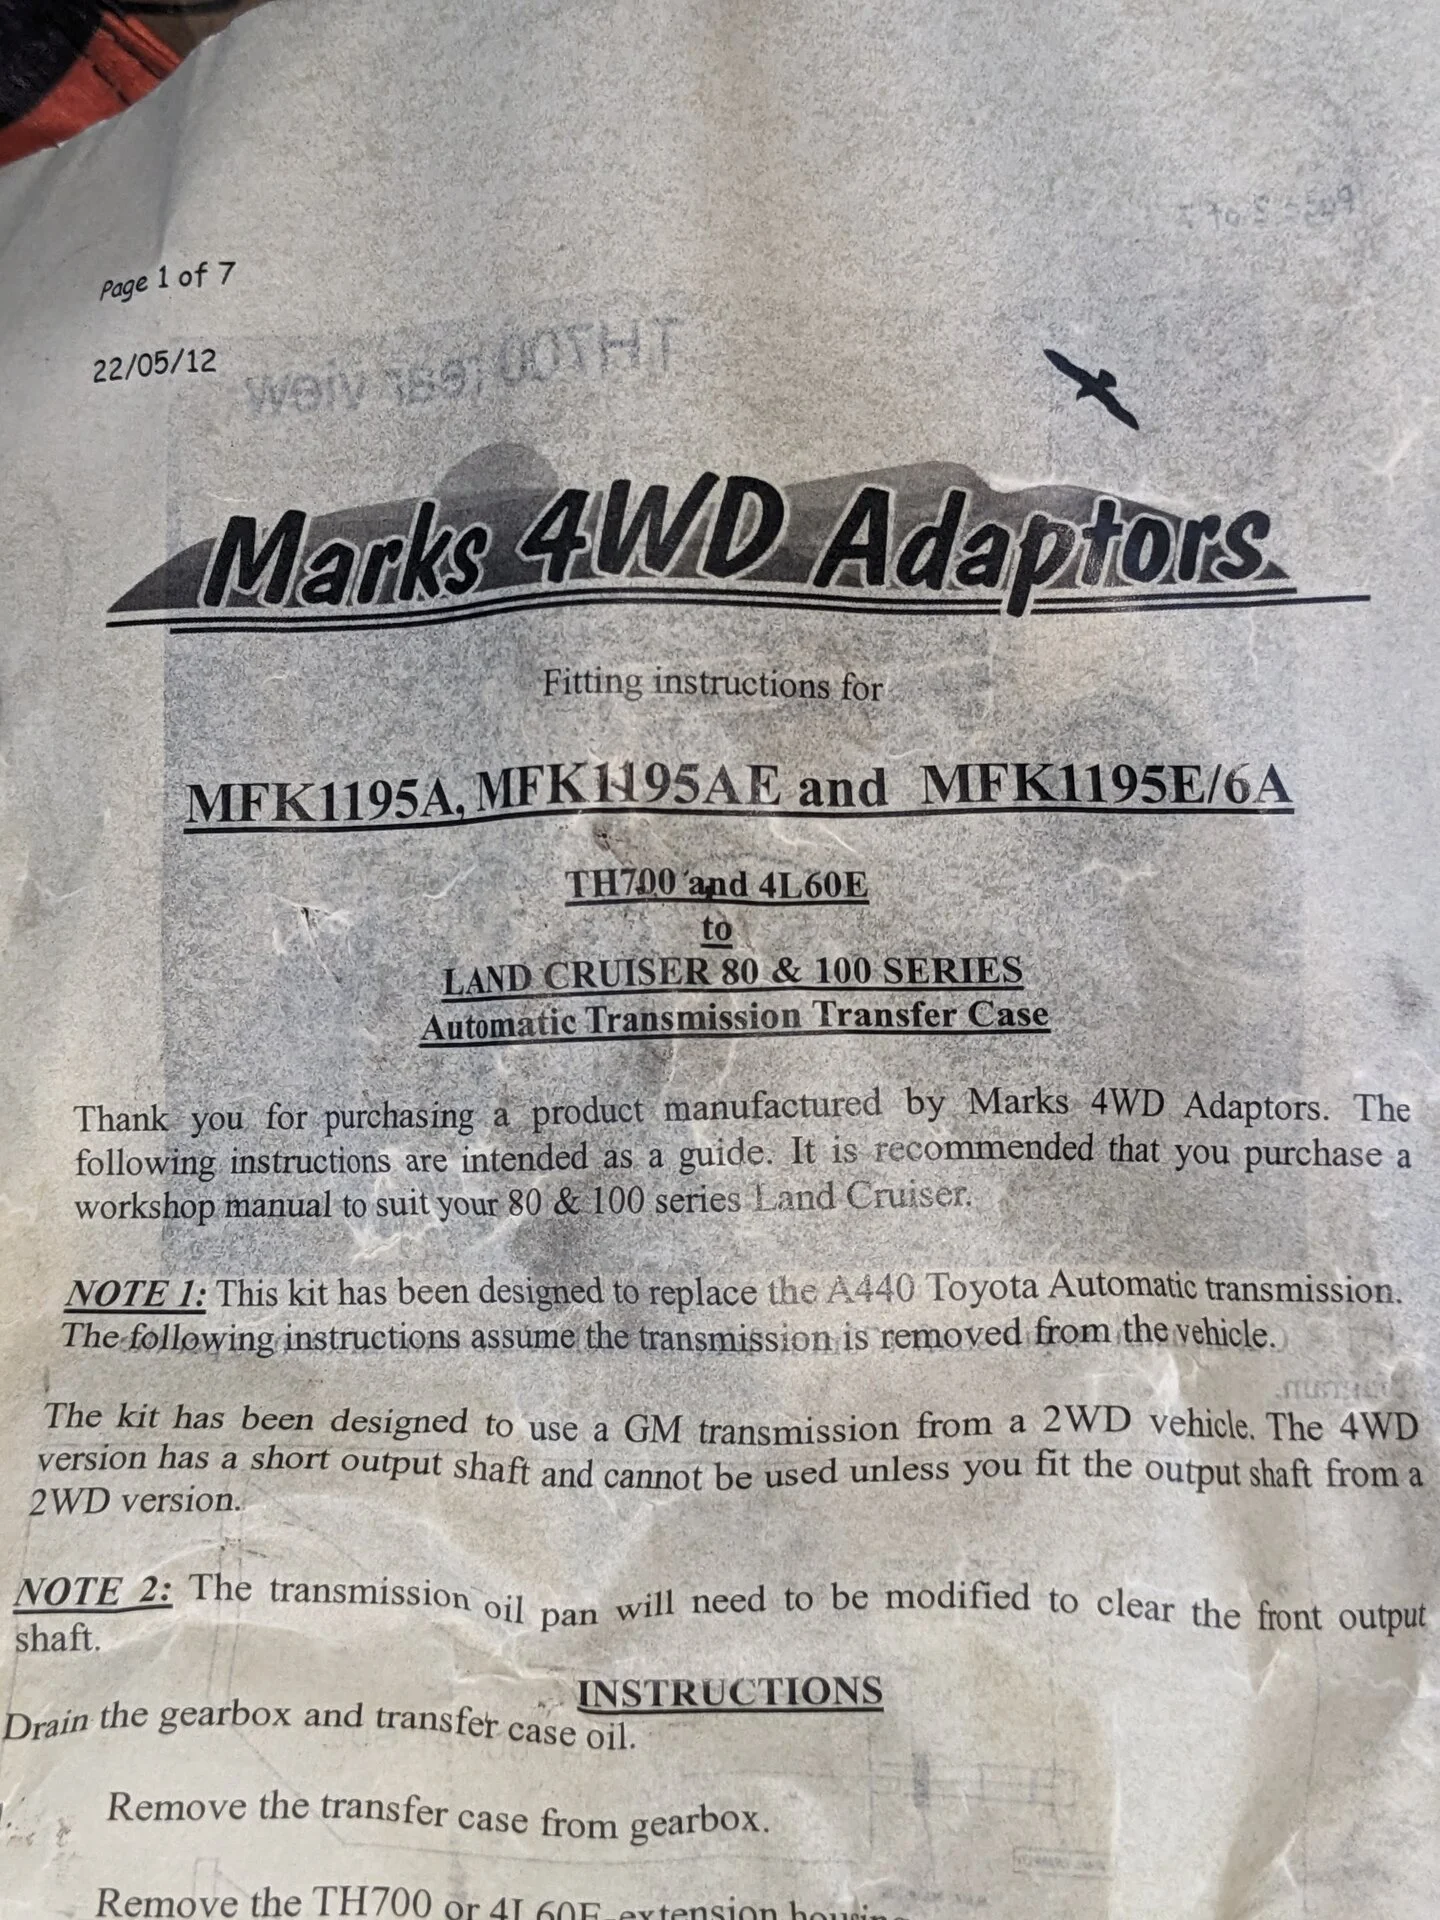 Page 1 of 7
Page 2 of 7
22/05/12
TH700 rear view
Marks 4WD Adaptors
Fitting instructions for
MFK1195A, MFK1195AE and MFK1195E/6A
TH700 and 4L60E
to
LAND CRUISER 80 & 100 SERIES
Automatic Transmission Transfer Case
Thank you for purchasing a product manufactured by Marks 4WD Adaptors. The
following instructions are intended as a guide. It is recommended that you purchase a
workshop manual to suit your 80 & 100 series Land Cruiser.
NOTE 1: This kit has been designed to replace the A440 Toyota Automatic transmission.
The following instructions assume the transmission is removed from the vehicle.
The kit has been designed to use a GM transmission from a 2WD vehicle. The 4WD
version has a short output shaft and cannot be used unless you fit the output shaft from a
2WD version.
NOTE 2: The transmission oil pan will need to be modified to clear the front output
shaft.
INSTRUCTIONS
Drain the gearbox and transfer case oil.
Remove the transfer case from gearbox.
Remove the TH700 or 4L60E extension housing